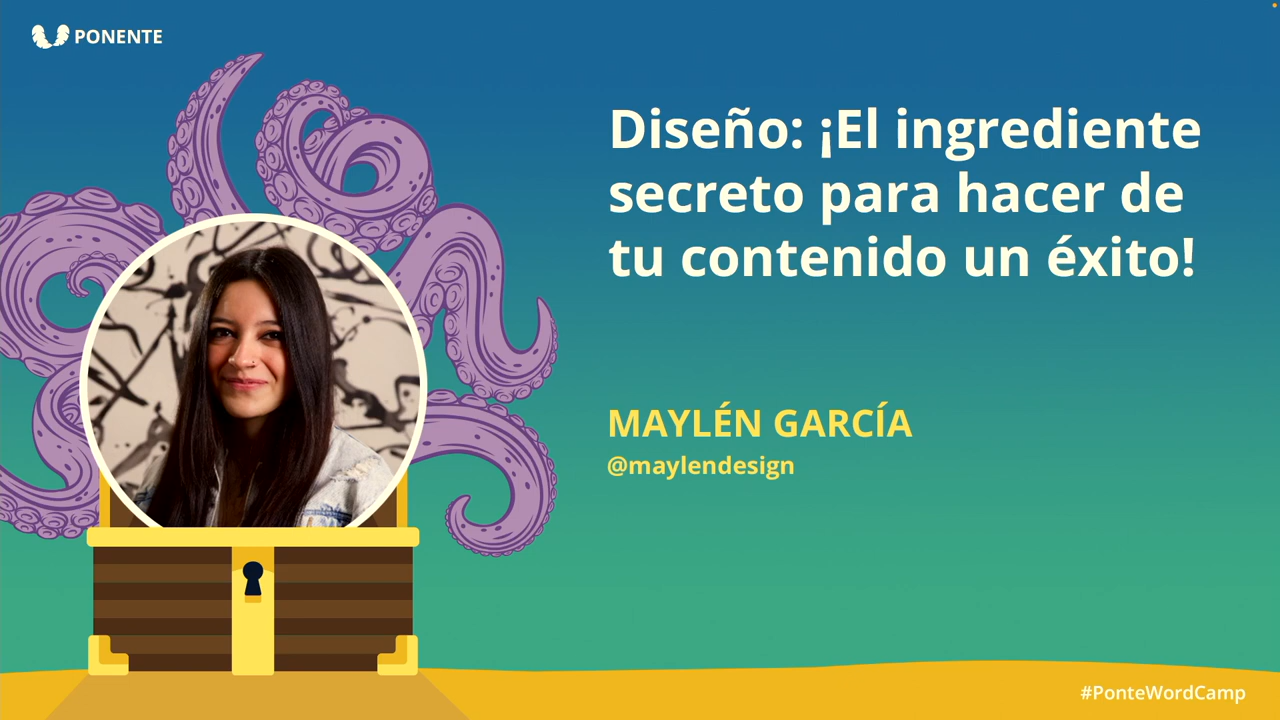 PONENTE
Diseño: ¡El ingrediente
secreto para hacer de
tu contenido un éxito!
MAYLÉN GARCÍA
@maylendesign
#PonteWordCamp